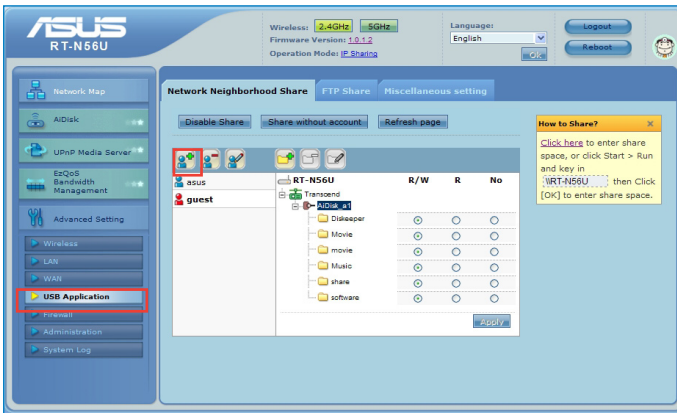 ASUS
RT-N56U
Wireless: 2.4GHz 5GHz
Firmware Version: 1.0.1.2
Operation Mode: IP Sharing
Language:
English
OK
Logout
Reboot
Network Map
AiDisk
UPnP Media Server
EzQoS
Bandwidth
Management
Advanced Setting
Wireless
LAN
WAN
USB Application
Firewall
Administration
System Log
Network Neighborhood Share FTP Share Miscellaneous setting
Disable Share Share without account Refresh page
asus
guest
RT-N56U R/W R No
Transcend
AiDisk_a1
Diskeeper
Movie
movie
Music
share
software
Apply
How to Share? ×
Click here to enter share
space, or click Start > Run
and key in
\\RT-N56U then Click
[OK] to enter share space.